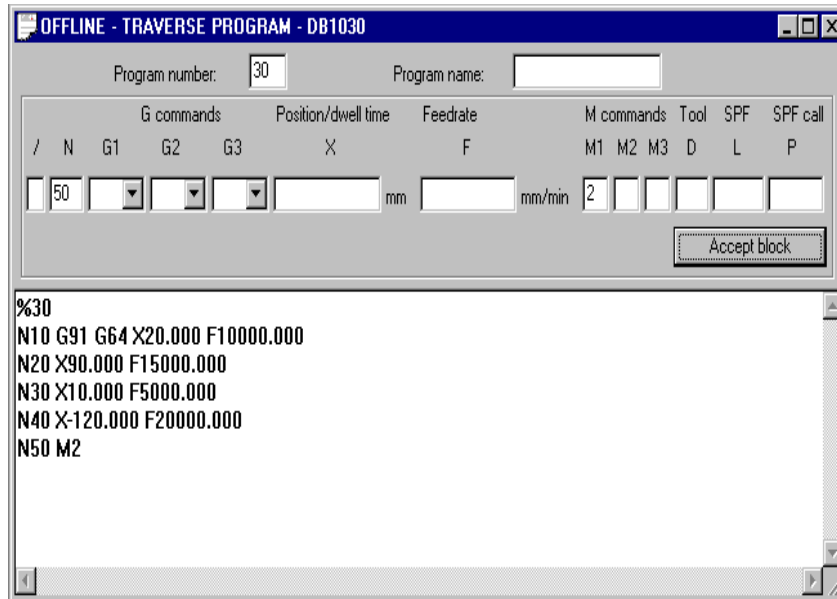 OFFLINE - TRAVERSE PROGRAM - DB1030
Program number: 30 Program name:
G commands Position/dwell time Feedrate M commands Tool SPF SPF call
/ N G1 G2 G3 X F M1 M2 M3 D L P
50 mm mm/min 2
Accept block
%30
N10 G91 G64 X20.000 F10000.000
N20 X90.000 F15000.000
N30 X10.000 F5000.000
N40 X-120.000 F20000.000
N50 M2